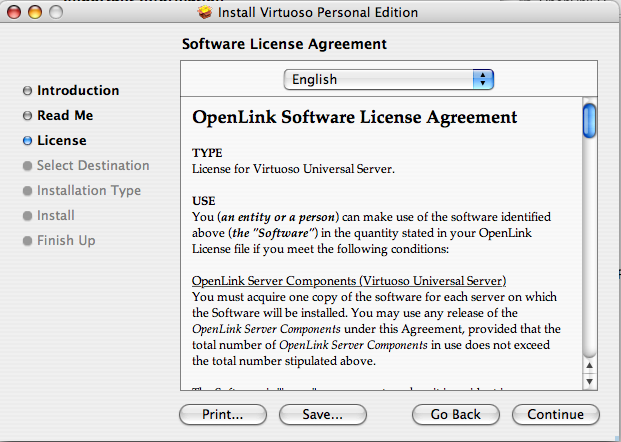 Install Virtuoso Personal Edition
Software License Agreement
English
Introduction
Read Me
License
Select Destination
Installation Type
Install
Finish Up
OpenLink Software License Agreement
TYPE
License for Virtuoso Universal Server.
USE
You (an entity or a person) can make use of the software identified
above (the "Software") in the quantity stated in your OpenLink
License file if you meet the following conditions:
OpenLink Server Components (Virtuoso Universal Server)
You must acquire one copy of the software for each server on which
the Software will be installed. You may use any release of the
OpenLink Server Components under this Agreement, provided that the
total number of OpenLink Server Components in use does not exceed
the total number stipulated above.
Print...
Save...
Go Back
Continue